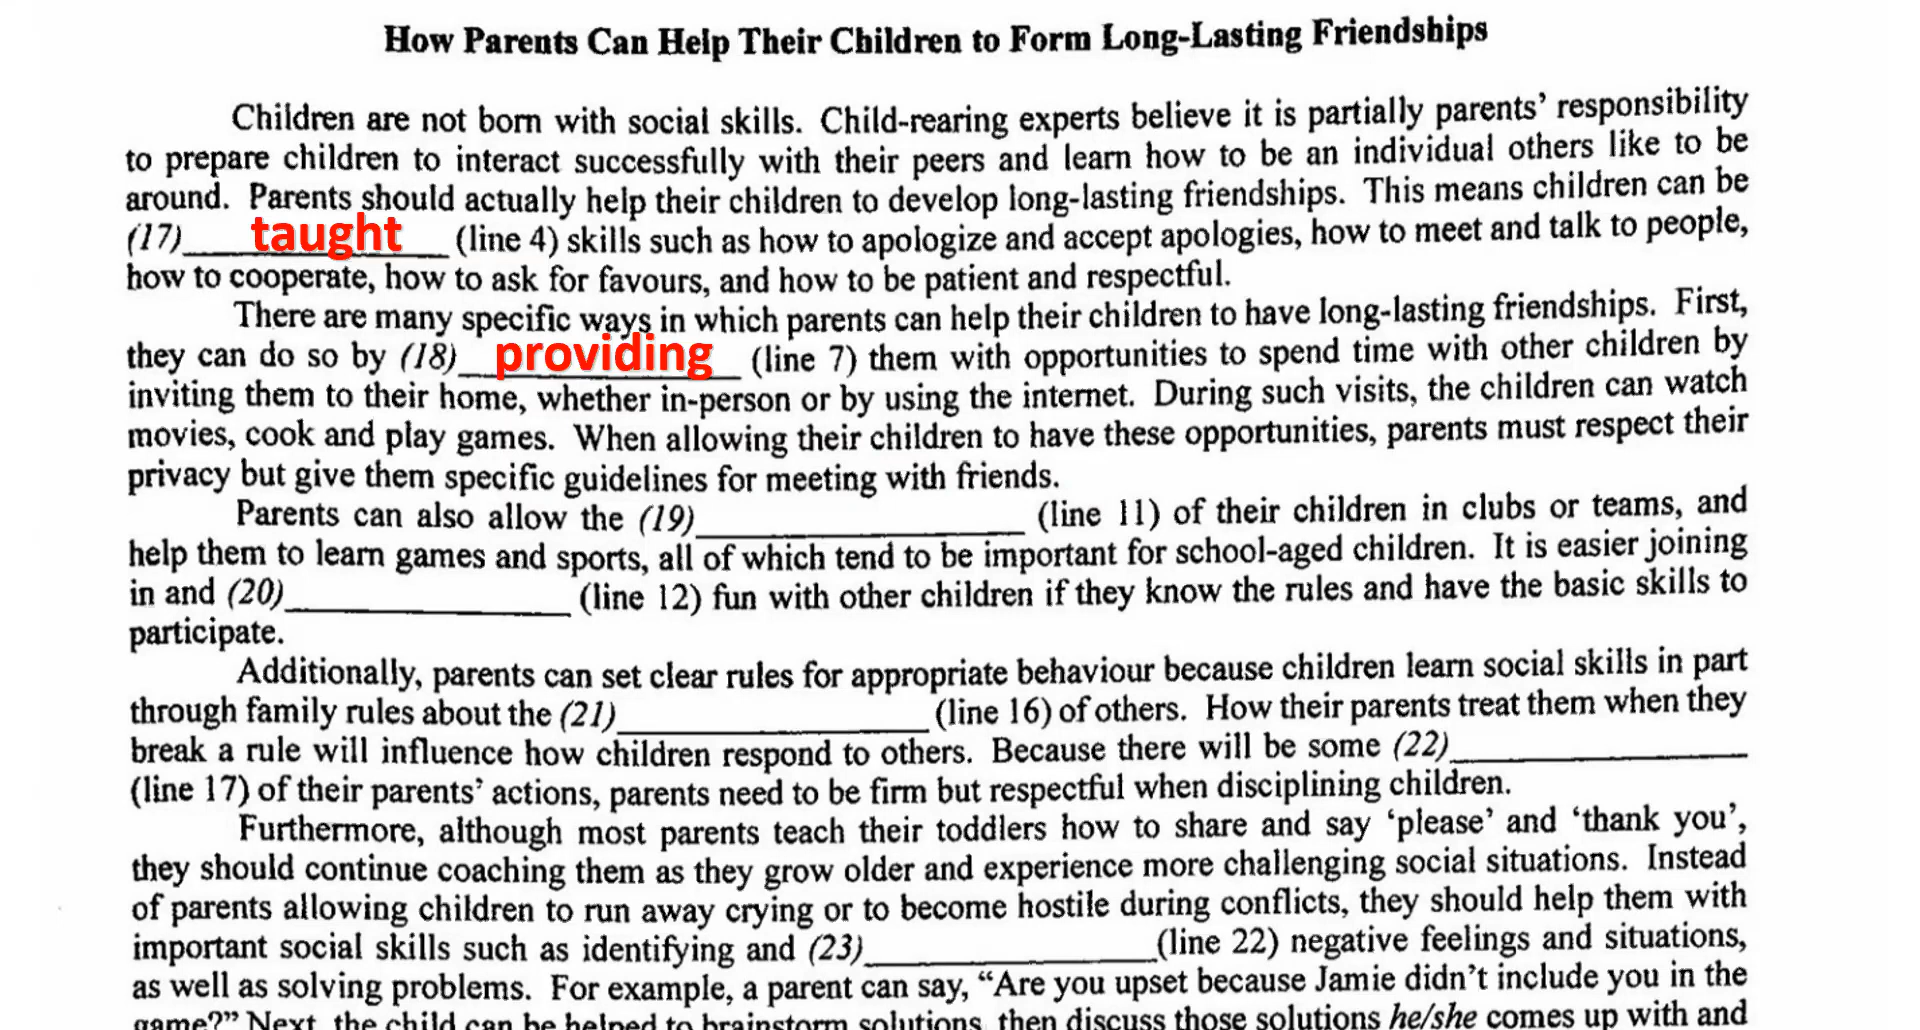 How Parents Can Help Their Children to Form Long-Lasting Friendships
Children are not born with social skills. Child-rearing experts believe it is partially parents' responsibility
to prepare children to interact successfully with their peers and learn how to be an individual others like to be
around. Parents should actually help their children to develop long-lasting friendships. This means children can be
(17) taught (line 4) skills such as how to apologize and accept apologies, how to meet and talk to people,
how to cooperate, how to ask for favours, and how to be patient and respectful.
There are many specific ways in which parents can help their children to have long-lasting friendships. First,
they can do so by (18) providing (line 7) them with opportunities to spend time with other children by
inviting them to their home, whether in-person or by using the internet. During such visits, the children can watch
movies, cook and play games. When allowing their children to have these opportunities, parents must respect their
privacy but give them specific guidelines for meeting with friends.
Parents can also allow the (19)____________ (line 11) of their children in clubs or teams, and
help them to learn games and sports, all of which tend to be important for school-aged children. It is easier joining
in and (20)____________ (line 12) fun with other children if they know the rules and have the basic skills to
participate.
Additionally, parents can set clear rules for appropriate behaviour because children learn social skills in part
through family rules about the (21)____________ (line 16) of others. How their parents treat them when they
break a rule will influence how children respond to others. Because there will be some (22)____________
(line 17) of their parents' actions, parents need to be firm but respectful when disciplining children.
Furthermore, although most parents teach their toddlers how to share and say 'please' and 'thank you',
they should continue coaching them as they grow older and experience more challenging social situations. Instead
of parents allowing children to run away crying or to become hostile during conflicts, they should help them with
important social skills such as identifying and (23)____________ (line 22) negative feelings and situations,
as well as solving problems. For example, a parent can say, "Are you upset because Jamie didn't include you in the
game?" Next, the child can be helped to brainstorm solutions, then discuss those solutions he/she comes up with and